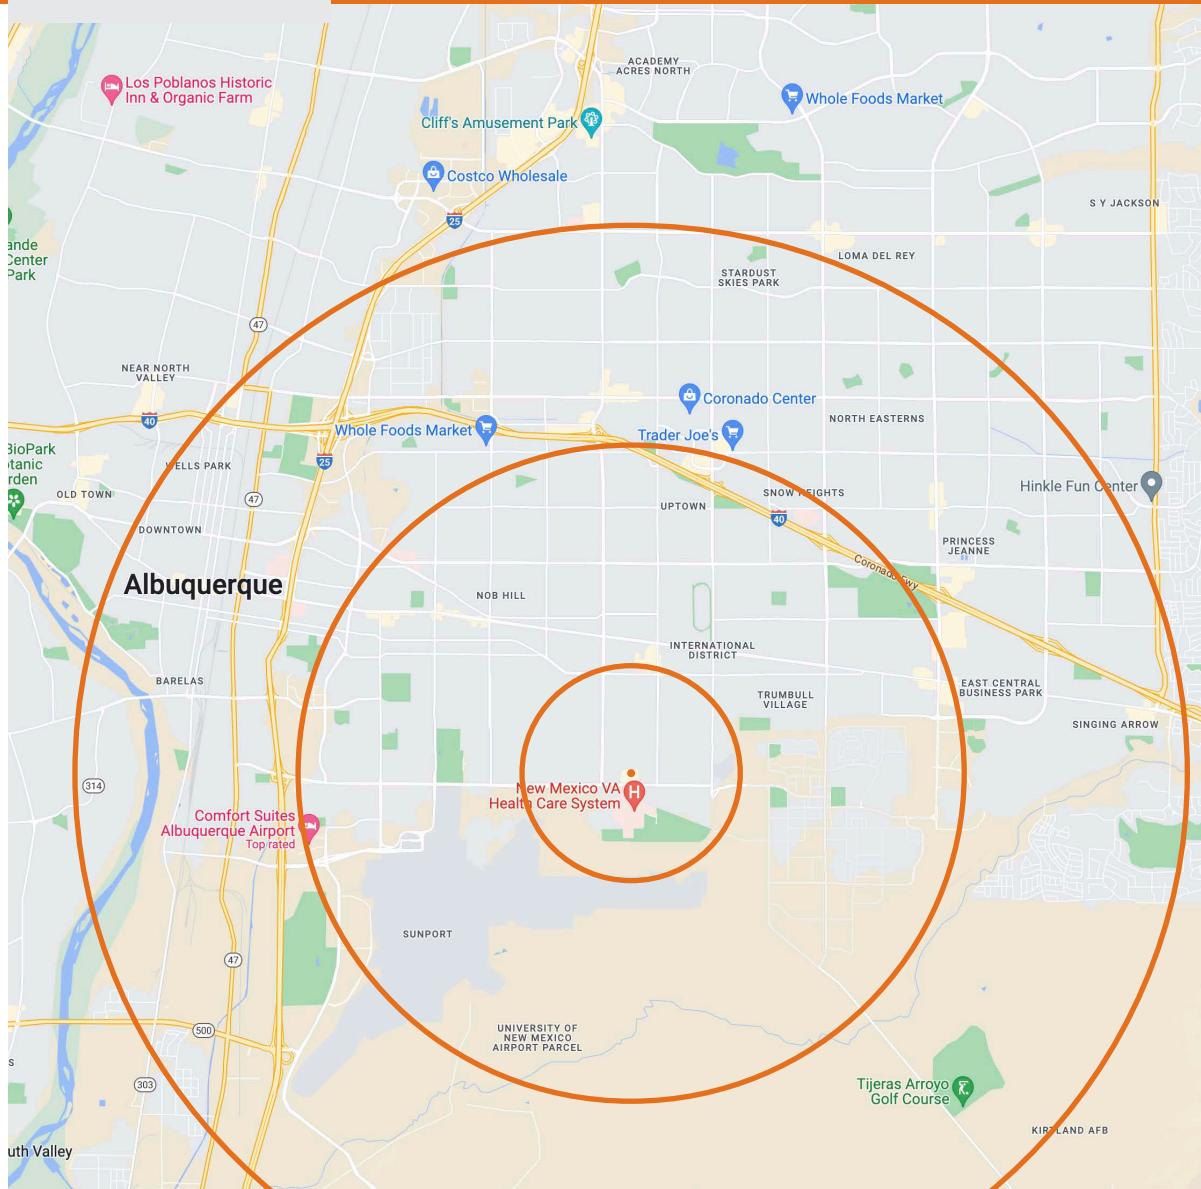 ACADEMY
ACRES NORTH
Los Poblanos Historic
Inn & Organic Farm
Whole Foods Market
Cliff's Amusement Park
Costco Wholesale
S Y JACKSON
25
ande
Center
Park
LOMA DEL REY
STARDUST
SKIES PARK
47
NEAR NORTH
VALLEY
Coronado Center
40
NORTH EASTERNS
Whole Foods Market
Trader Joe's
BioPark
otanic
rden
25
WELLS PARK
Hinkle Fun Center
OLD TOWN
47
SNOW HEIGHTS
UPTOWN
40
DOWNTOWN
PRINCESS
JEANNE
Coronado Fwy
Albuquerque
NOB HILL
INTERNATIONAL
DISTRICT
BARELAS
EAST CENTRAL
BUSINESS PARK
TRUMBULL
VILLAGE
SINGING ARROW
314
New Mexico VA
Health Care System
H
Comfort Suites
Albuquerque Airport
Top rated
SUNPORT
47
500
UNIVERSITY OF
NEW MEXICO
AIRPORT PARCEL
S
303
Tijeras Arroyo
Golf Course
KIRTLAND AFB
uth Valley